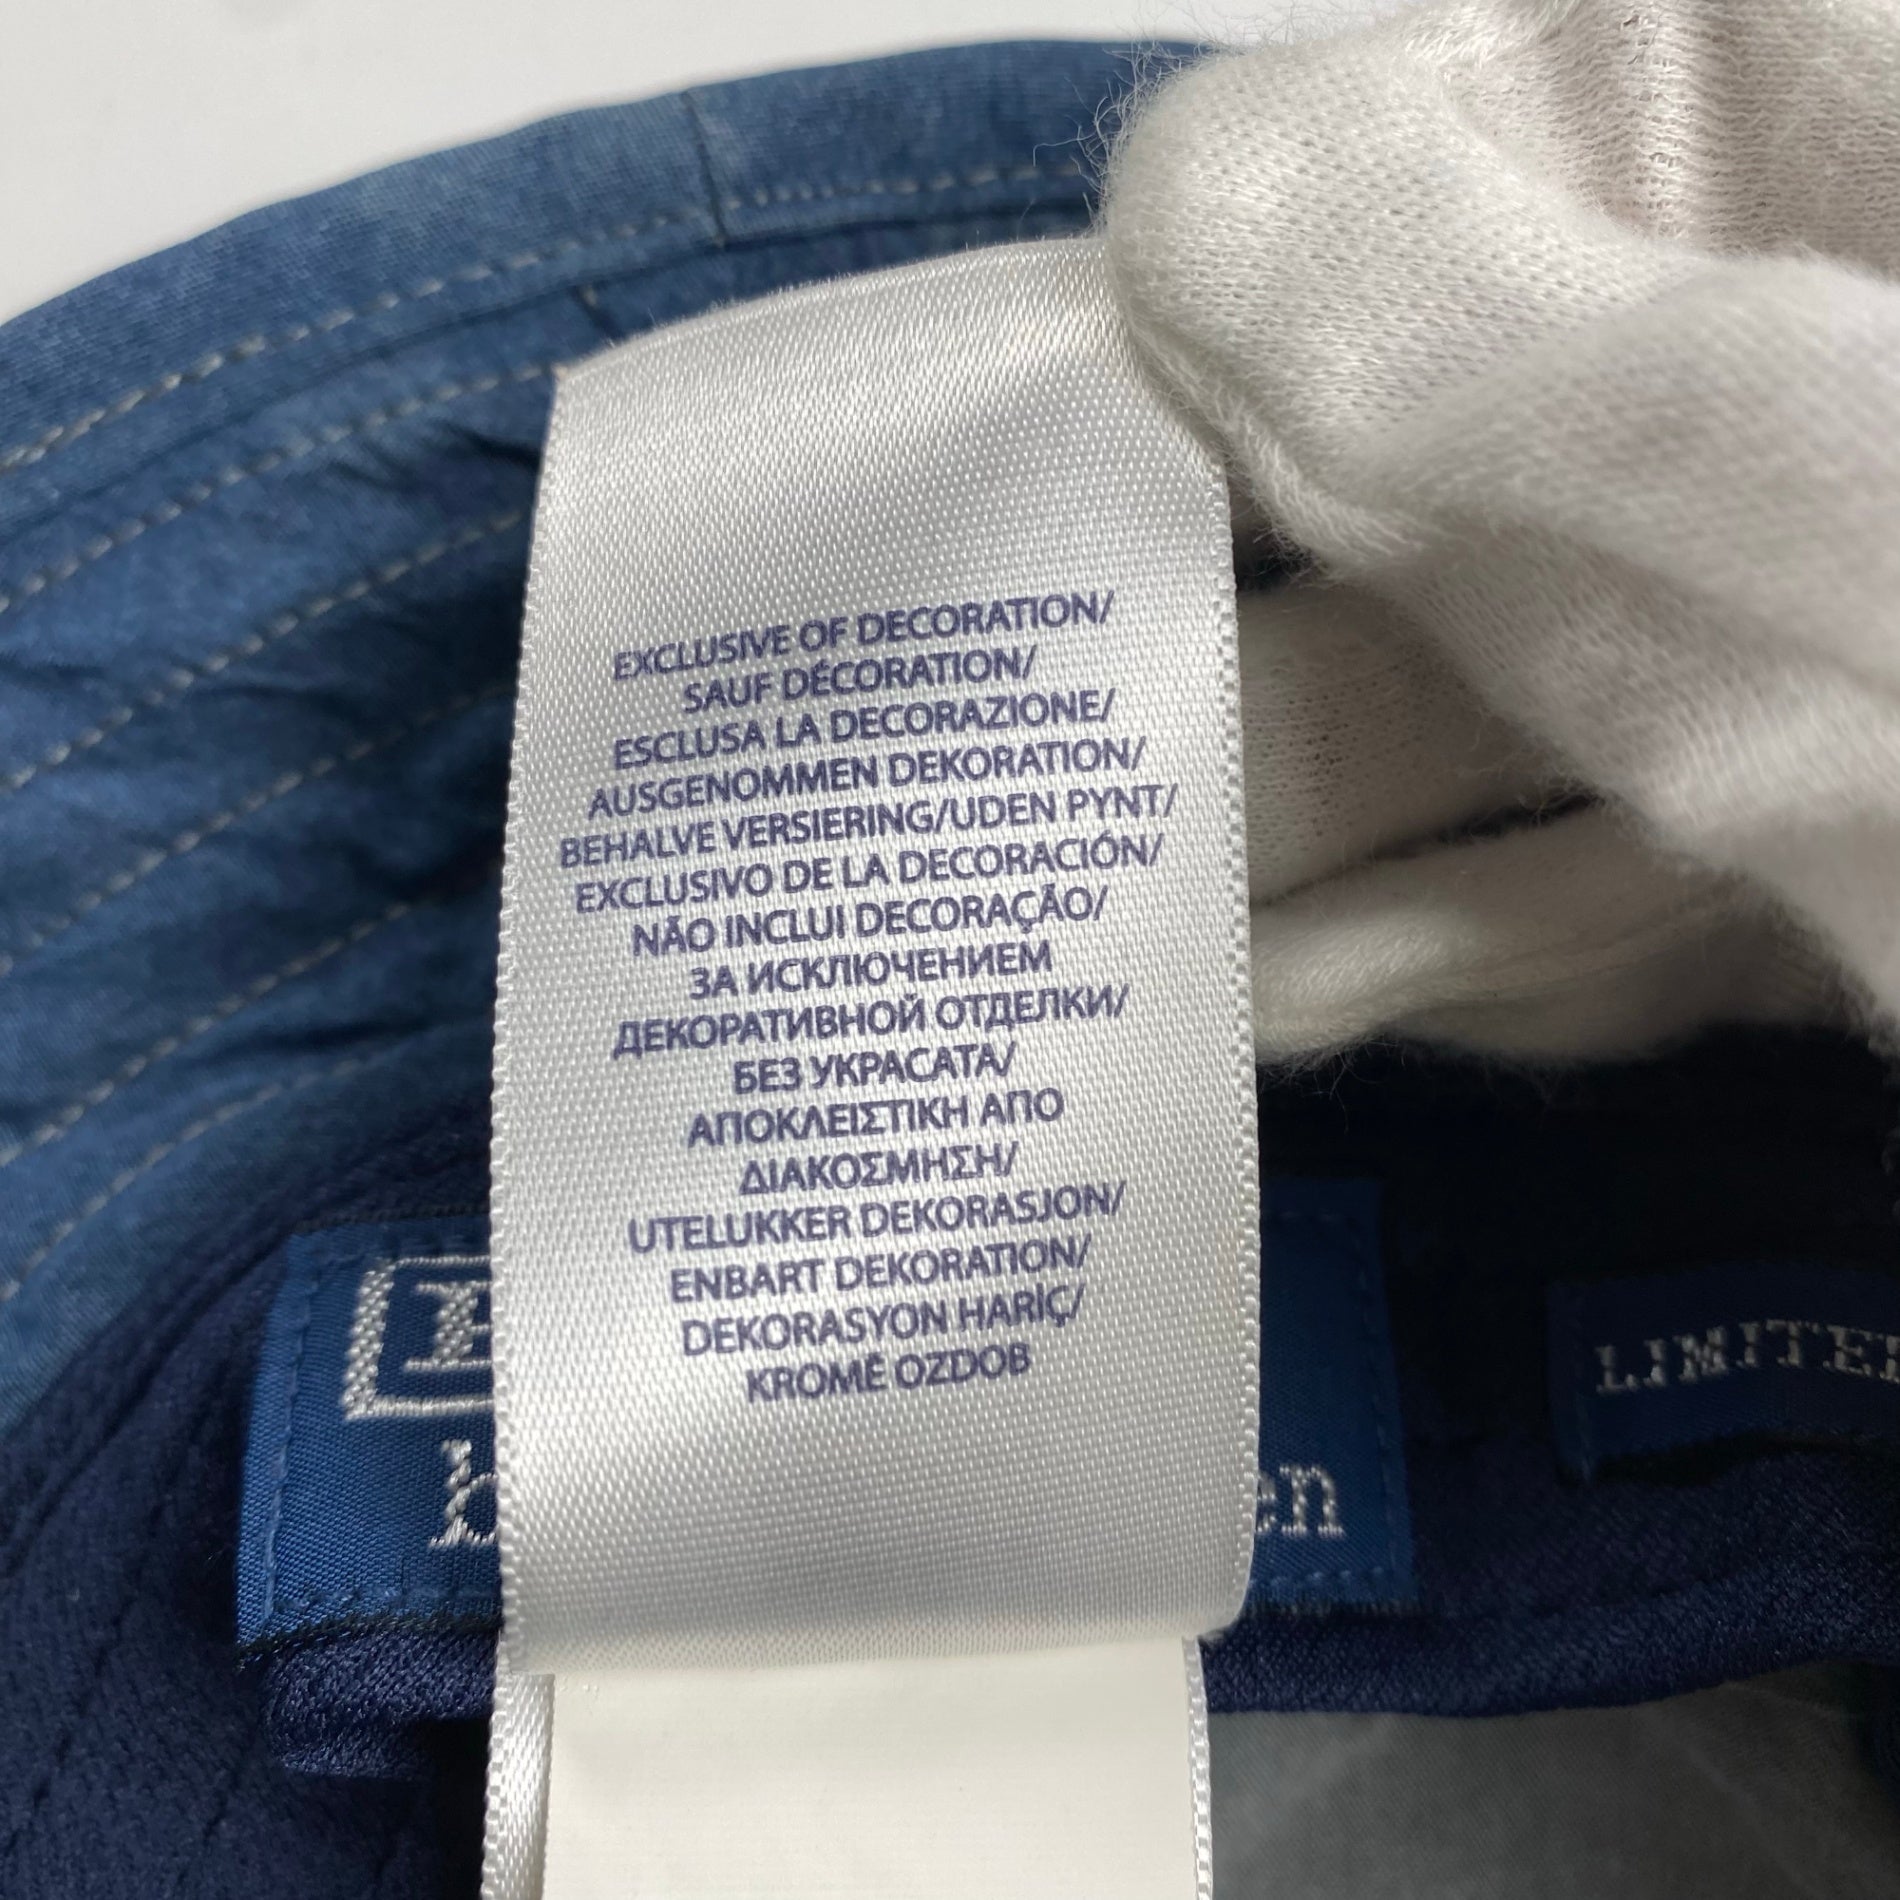 EXCLUSIVE OF DECORATION/
SAUF DÉCORATION/
ESCLUSA LA DECORAZIONE/
AUSGENOMMEN DEKORATION/
BEHALVE VERSIERING/UDEN PYNT/
EXCLUSIVO DE LA DECORACIÓN/
NÃO INCLUI DECORAÇÃO/
ЗА ИСКЛЮЧЕНИЕМ
ДЕКОРАТИВНОЙ ОТДЕЛКИ/
БЕЗ УКРАСАТА/
ΑΠΟΚΛΕΙΣΤΙΚΗ ΑΠΟ
ΔΙΑΚΟΣΜΗΣΗ/
UTELUKKER DEKORASJON/
ENBART DEKORATION/
DEKORASYON HARİÇ/
KROMĚ OZDOB